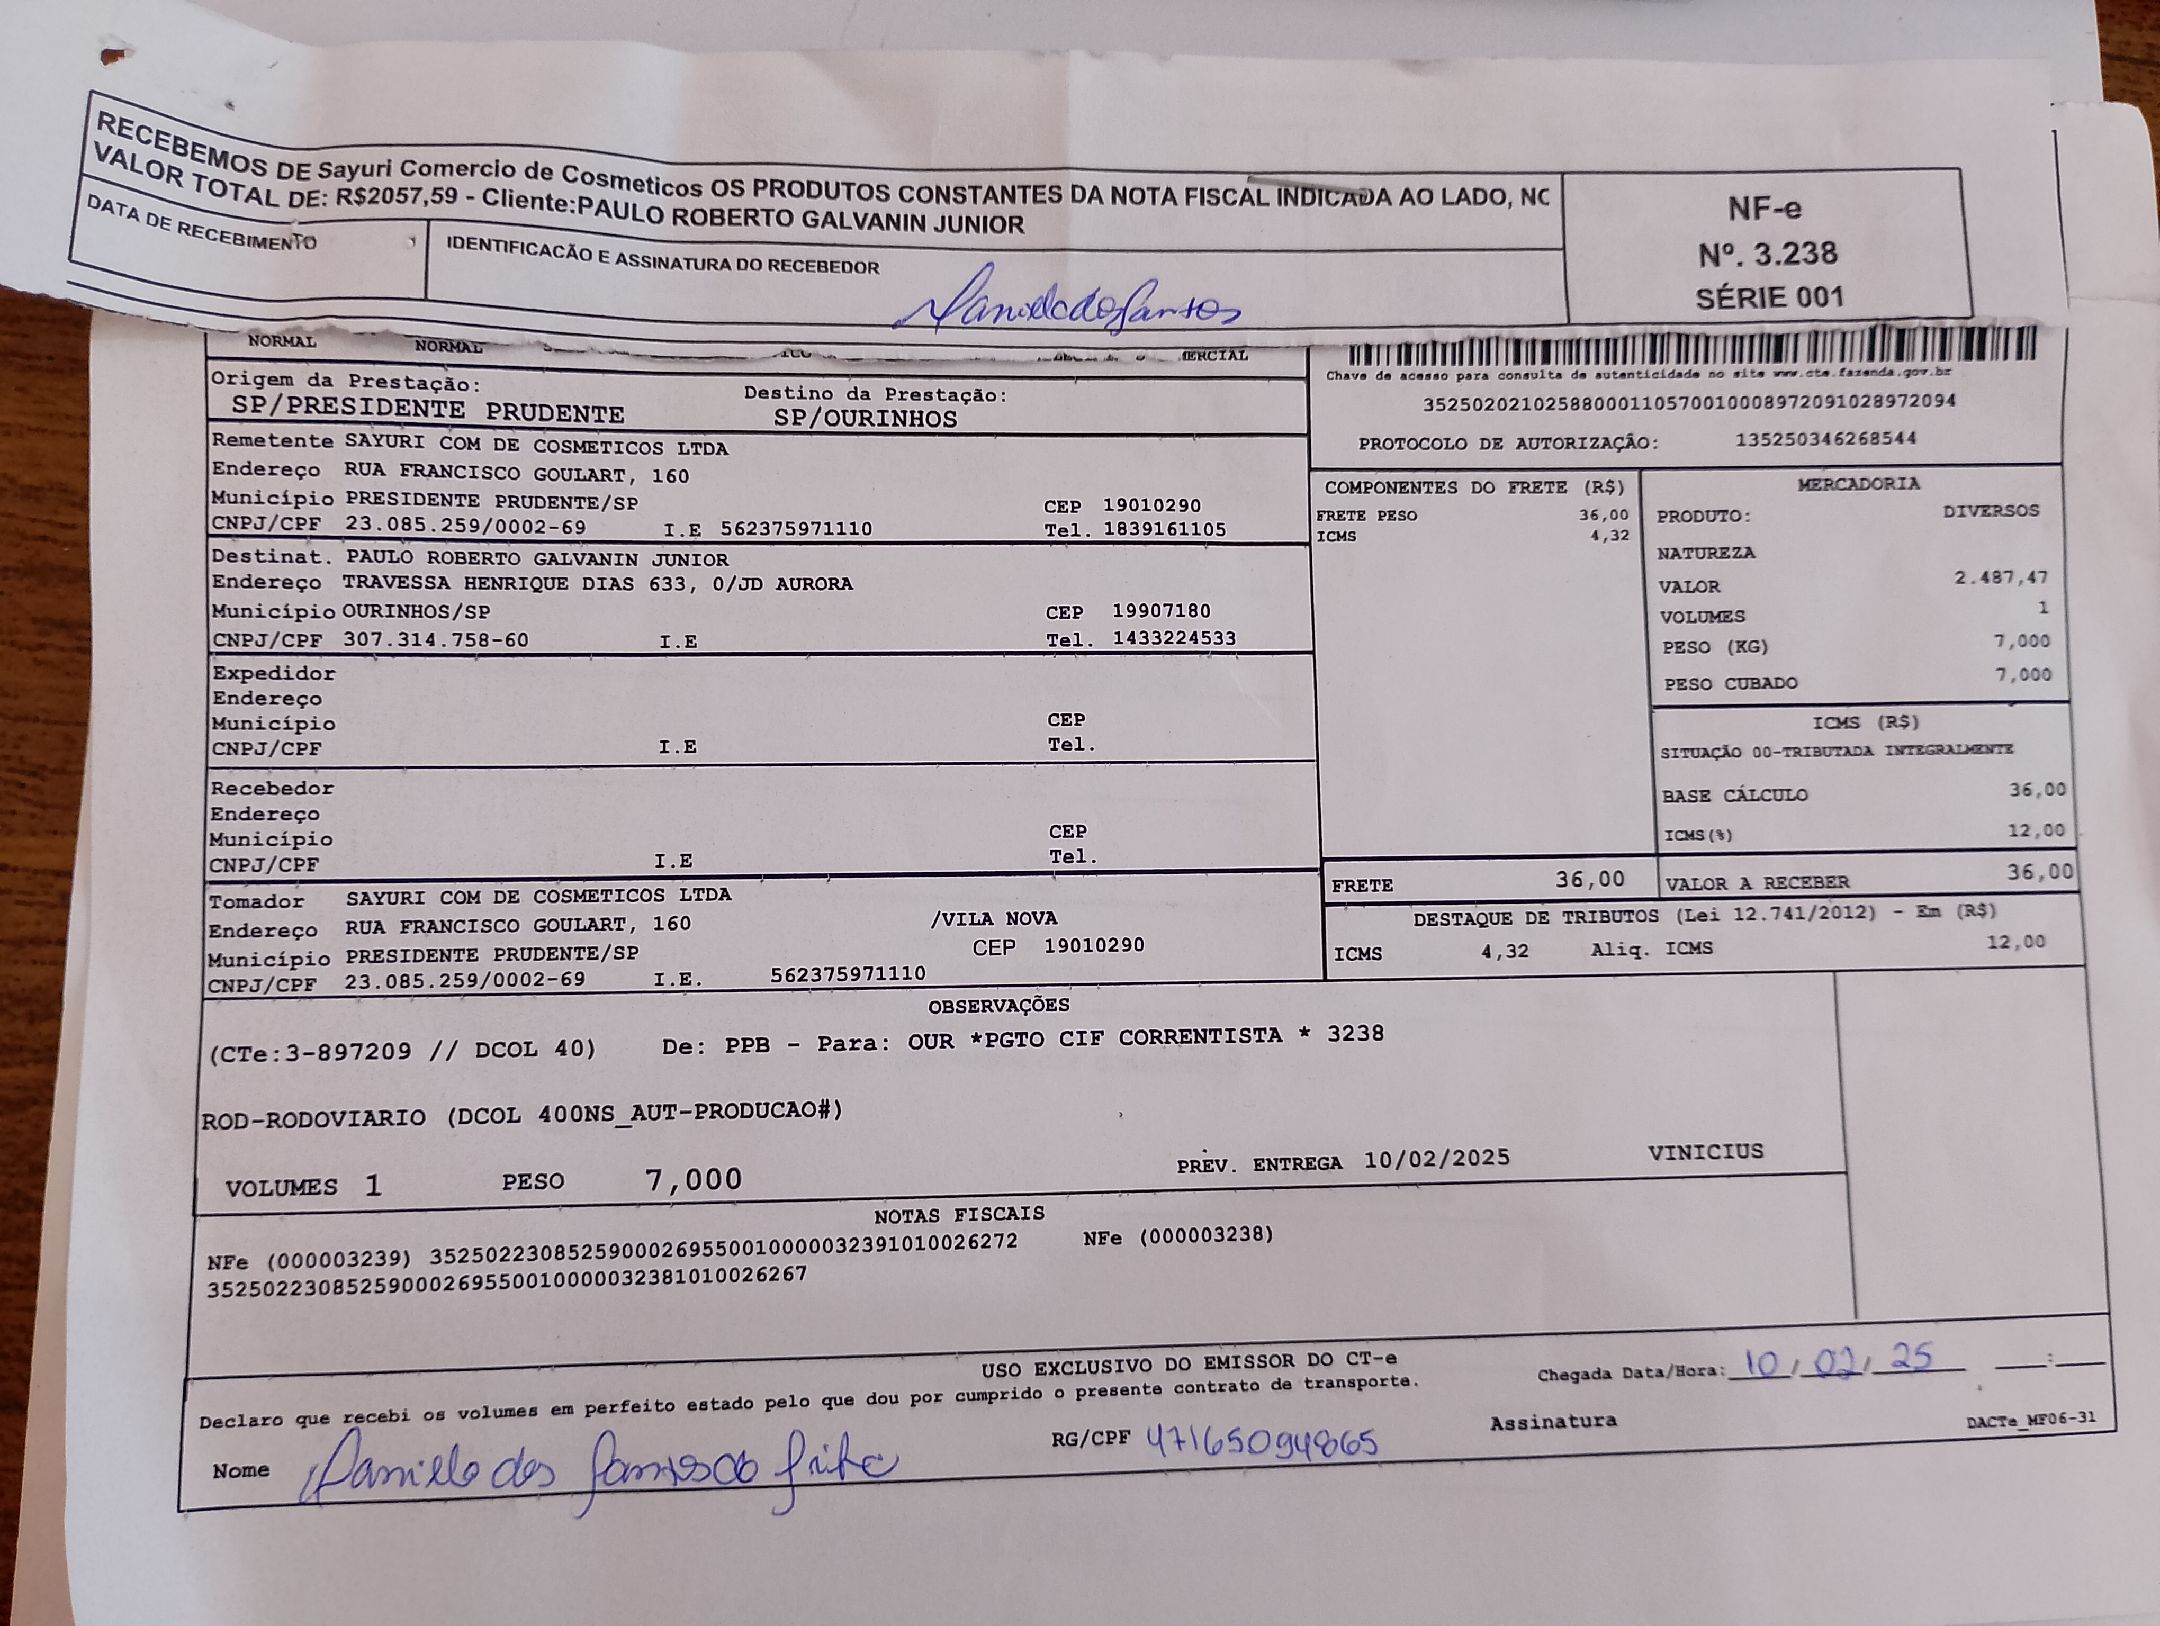 RECEBEMOS DE Sayuri Comercio de Cosmeticos OS PRODUTOS CONSTANTES DA NOTA FISCAL INDICADA AO LADO, NO
VALOR TOTAL DE: R$2057,59 - Cliente:PAULO ROBERTO GALVANIN JUNIOR
DATA DE RECEBIMENTO
IDENTIFICACÃO E ASSINATURA DO RECEBEDOR
NF-e
Nº. 3.238
SÉRIE 001
NORMAL NORMAL
Chave de acesso para consulta de autenticidade no site www.cte.fazenda.gov.br
35250202102588000110570010008972091028972094
PROTOCOLO DE AUTORIZAÇÃO: 135250346268544
Origem da Prestação: Destino da Prestação:
SP/PRESIDENTE PRUDENTE SP/OURINHOS
Remetente SAYURI COM DE COSMETICOS LTDA
Endereço RUA FRANCISCO GOULART, 160
Município PRESIDENTE PRUDENTE/SP CEP 19010290
CNPJ/CPF 23.085.259/0002-69 I.E 562375971110 Tel. 1839161105
Destinat. PAULO ROBERTO GALVANIN JUNIOR
Endereço TRAVESSA HENRIQUE DIAS 633, 0/JD AURORA
Município OURINHOS/SP CEP 19907180
CNPJ/CPF 307.314.758-60 I.E Tel. 1433224533
Expedidor
Endereço
Município CEP
CNPJ/CPF I.E Tel.
Recebedor
Endereço
Município CEP
CNPJ/CPF I.E Tel.
Tomador SAYURI COM DE COSMETICOS LTDA
Endereço RUA FRANCISCO GOULART, 160 /VILA NOVA
Município PRESIDENTE PRUDENTE/SP CEP 19010290
CNPJ/CPF 23.085.259/0002-69 I.E. 562375971110
COMPONENTES DO FRETE (R$)
FRETE PESO 36,00
ICMS 4,32
MERCADORIA
PRODUTO: DIVERSOS
NATUREZA
VALOR 2.487,47
VOLUMES 1
PESO (KG) 7,000
PESO CUBADO 7,000
ICMS (R$)
SITUAÇÃO 00-TRIBUTADA INTEGRALMENTE
BASE CÁLCULO 36,00
ICMS(%) 12,00
FRETE 36,00 VALOR A RECEBER 36,00
DESTAQUE DE TRIBUTOS (Lei 12.741/2012) - Em (R$)
ICMS 4,32 Aliq. ICMS 12,00
OBSERVAÇÕES
(CTe:3-897209 // DCOL 40) De: PPB - Para: OUR *PGTO CIF CORRENTISTA * 3238
ROD-RODOVIARIO (DCOL 400NS_AUT-PRODUCAO#)
VOLUMES 1 PESO 7,000 PREV. ENTREGA 10/02/2025 VINICIUS
NOTAS FISCAIS
NFe (000003239) 35250223085259000269550010000032391010026272 NFe (000003238)
35250223085259000269550010000032381010026267
USO EXCLUSIVO DO EMISSOR DO CT-e
Declaro que recebi os volumes em perfeito estado pelo que dou por cumprido o presente contrato de transporte.
Chegada Data/Hora: 10/02/25 __:__
Nome dos RG/CPF 47165094865 Assinatura
DACTe_MF06-31